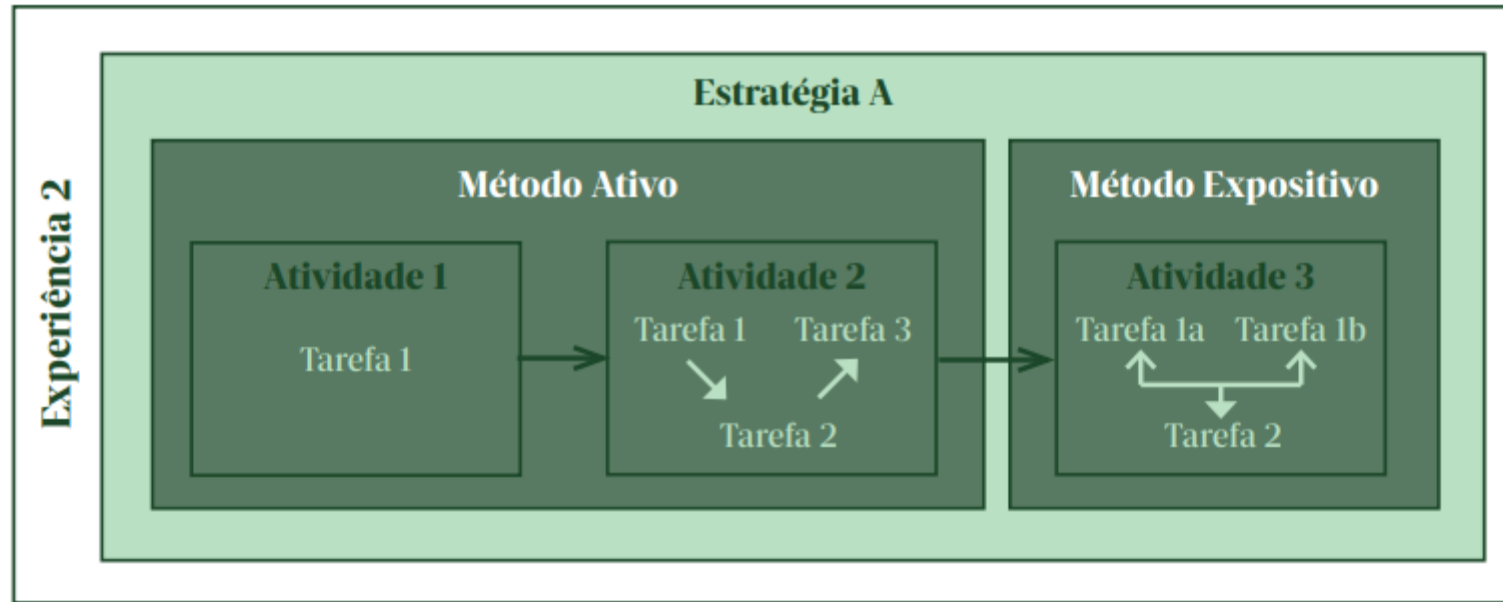 Experiência 2
Estratégia A
Método Ativo
Atividade 1
Tarefa 1
Atividade 2
Tarefa 1
Tarefa 3
Tarefa 2
Método Expositivo
Atividade 3
Tarefa 1a
Tarefa 1b
Tarefa 2